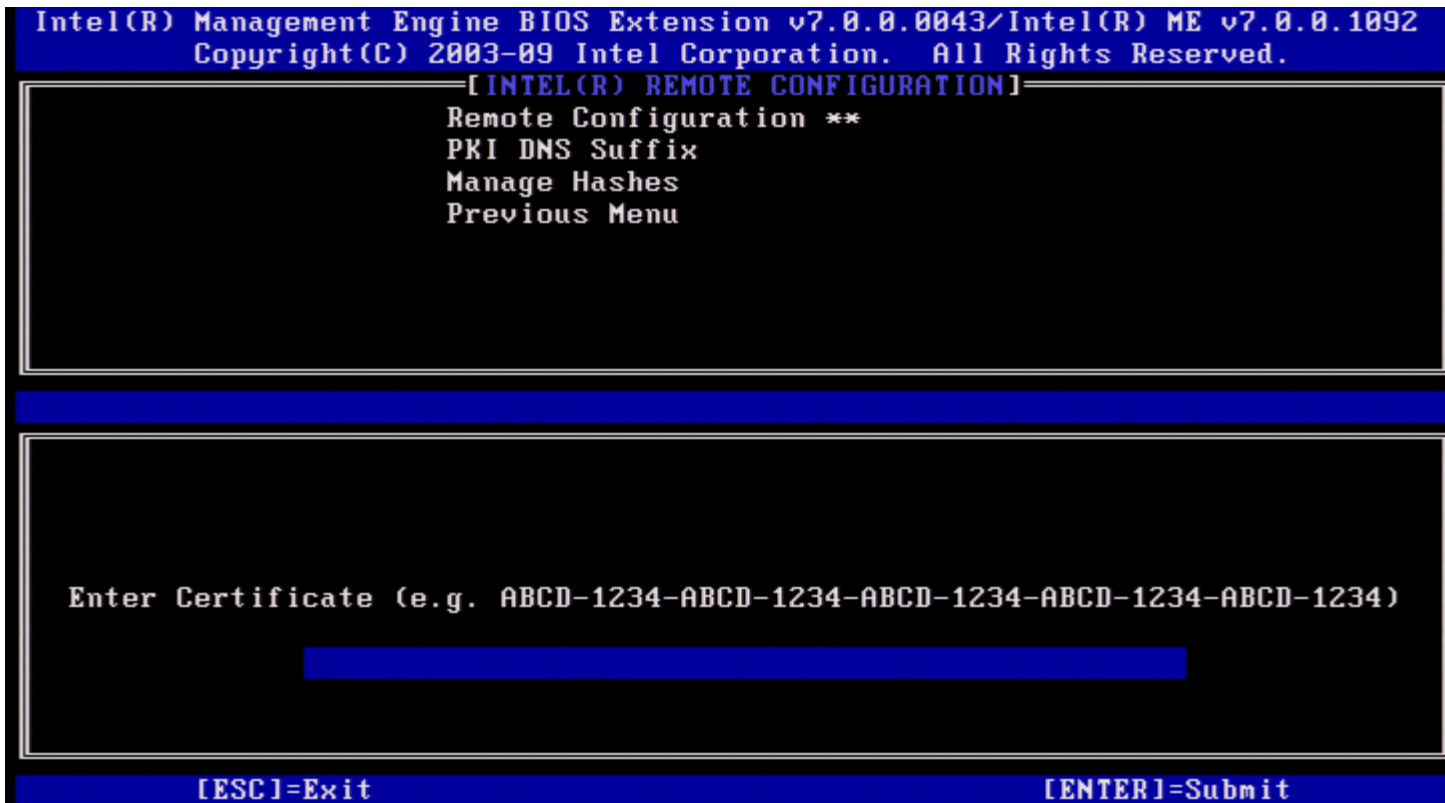 Intel(R) Management Engine BIOS Extension v7.0.0.0043/Intel(R) ME v7.0.0.1092
Copyright(C) 2003-09 Intel Corporation. All Rights Reserved.
[INTEL(R) REMOTE CONFIGURATION]
Remote Configuration **
PKI DNS Suffix
Manage Hashes
Previous Menu
Enter Certificate (e.g. ABCD-1234-ABCD-1234-ABCD-1234-ABCD-1234-ABCD-1234)
[ESC]=Exit [ENTER]=Submit